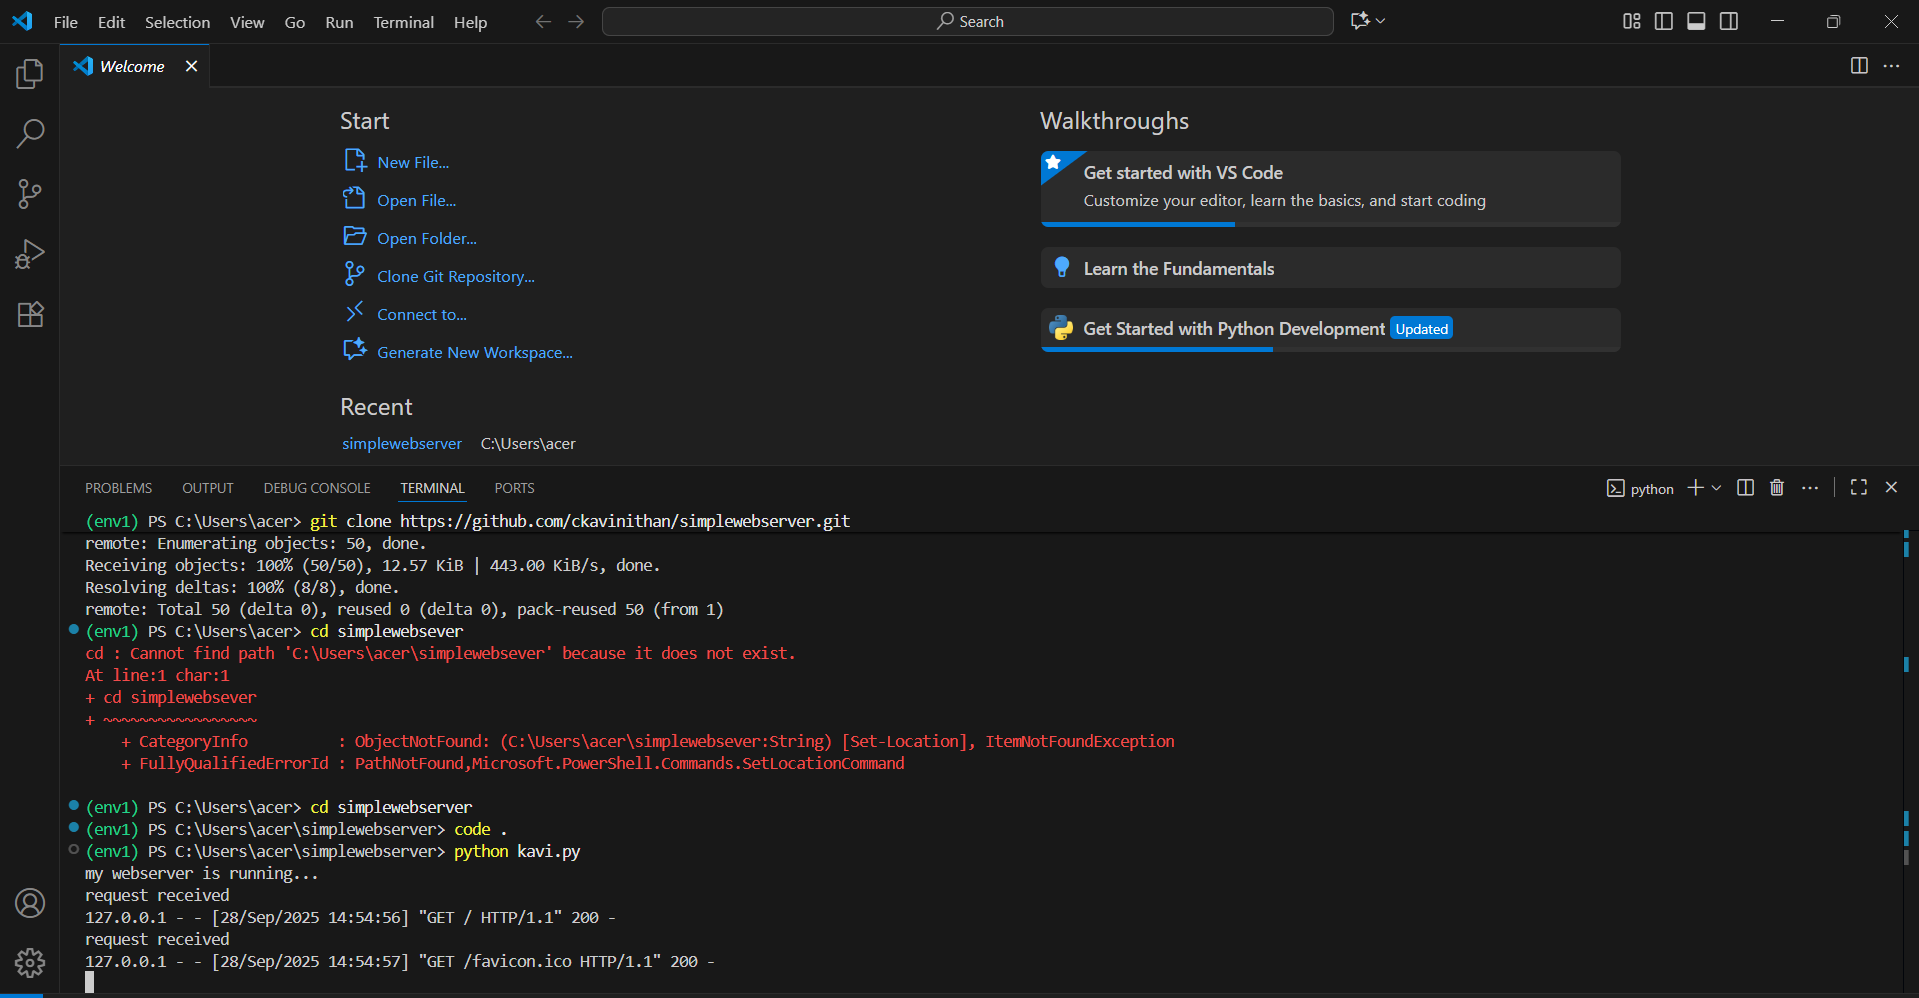 File Edit Selection View Go Run Terminal Help
Search
Welcome
Start
New File...
Open File...
Open Folder...
Clone Git Repository...
Connect to...
Generate New Workspace...
Recent
simplewebserver C:\Users\acer
Walkthroughs
Get started with VS Code
Customize your editor, learn the basics, and start coding
Learn the Fundamentals
Get Started with Python Development Updated
PROBLEMS OUTPUT DEBUG CONSOLE TERMINAL PORTS
python
(env1) PS C:\Users\acer> git clone https://github.com/ckavinithan/simplewebserver.git
remote: Enumerating objects: 50, done.
Receiving objects: 100% (50/50), 12.57 KiB | 443.00 KiB/s, done.
Resolving deltas: 100% (8/8), done.
remote: Total 50 (delta 0), reused 0 (delta 0), pack-reused 50 (from 1)
(env1) PS C:\Users\acer> cd simplewebsever
cd : Cannot find path 'C:\Users\acer\simplewebsever' because it does not exist.
At line:1 char:1
+ cd simplewebsever
+ ~~~~~~~~~~~~~~~~~
+ CategoryInfo : ObjectNotFound: (C:\Users\acer\simplewebsever:String) [Set-Location], ItemNotFoundException
+ FullyQualifiedErrorId : PathNotFound,Microsoft.PowerShell.Commands.SetLocationCommand
(env1) PS C:\Users\acer> cd simplewebserver
(env1) PS C:\Users\acer\simplewebserver> code .
(env1) PS C:\Users\acer\simplewebserver> python kavi.py
my webserver is running...
request received
127.0.0.1 - - [28/Sep/2025 14:54:56] "GET / HTTP/1.1" 200 -
request received
127.0.0.1 - - [28/Sep/2025 14:54:57] "GET /favicon.ico HTTP/1.1" 200 -